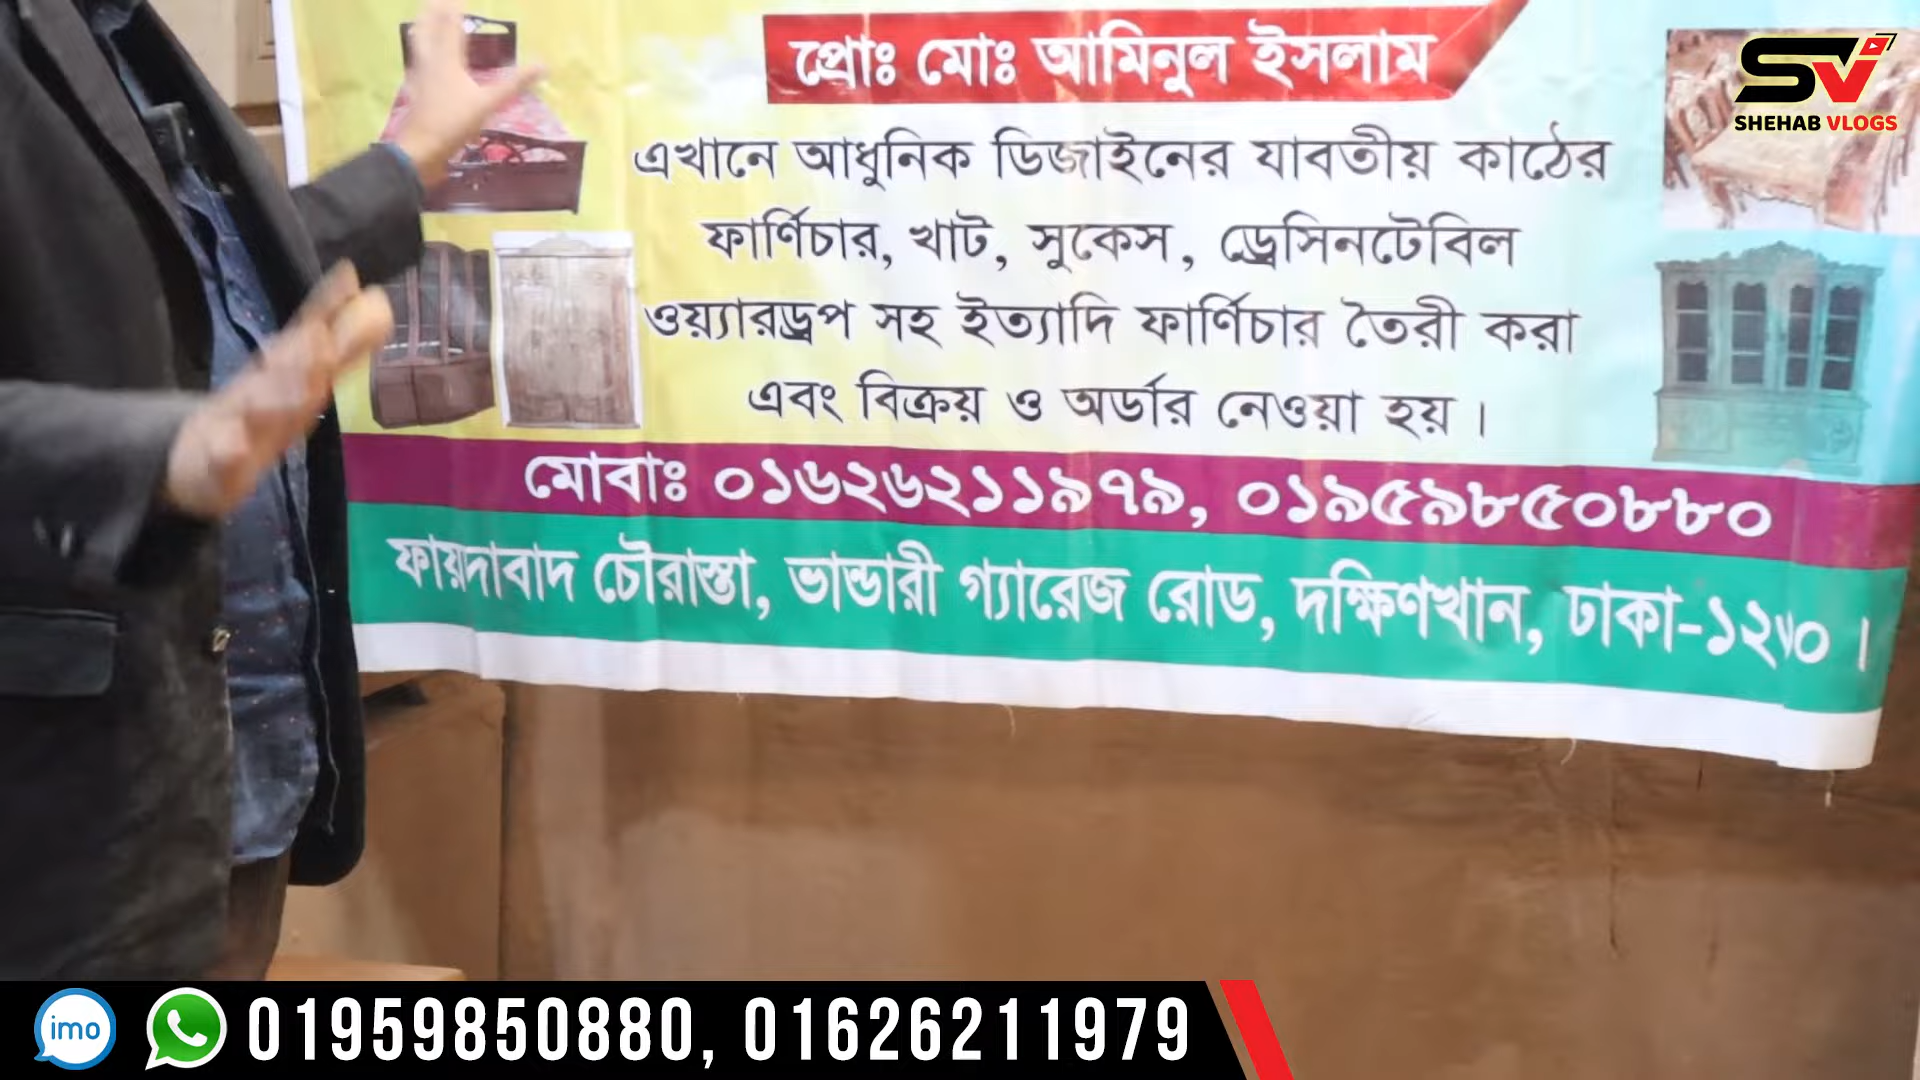 প্রোঃ মোঃ আমিনুল ইসলাম
SV
SHEHAB VLOGS
এখানে আধুনিক ডিজাইনের যাবতীয় কাঠের
ফার্ণিচার, খাট, সুকেস, ড্রেসিনটেবিল
ওয়্যারড্রপ সহ ইত্যাদি ফার্ণিচার তৈরী করা
এবং বিক্রয় ও অর্ডার নেওয়া হয়।
মোবাঃ ০১৬২৬২১১৯৭৯, ০১৯৫৯৮৫০৮৮০
ফায়দাবাদ চৌরাস্তা, ভান্ডারী গ্যারেজ রোড, দক্ষিণখান, ঢাকা-১২৩০।
imo 01959850880, 01626211979